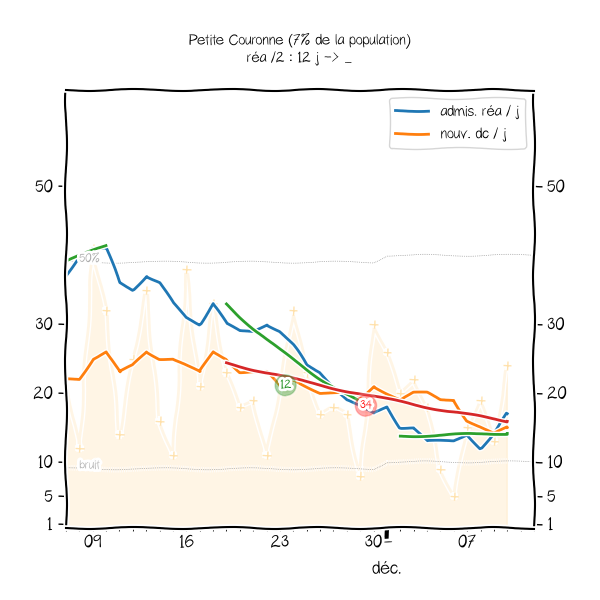 Petite Couronne (7% de la population)
réa /2 : 12 j -> _
admis. réa / j
nouv. dc / j
50 50
50%
30 30
20 20
12
34
10 10
bruit
5 5
1 1
09 16 23 30 07
déc.